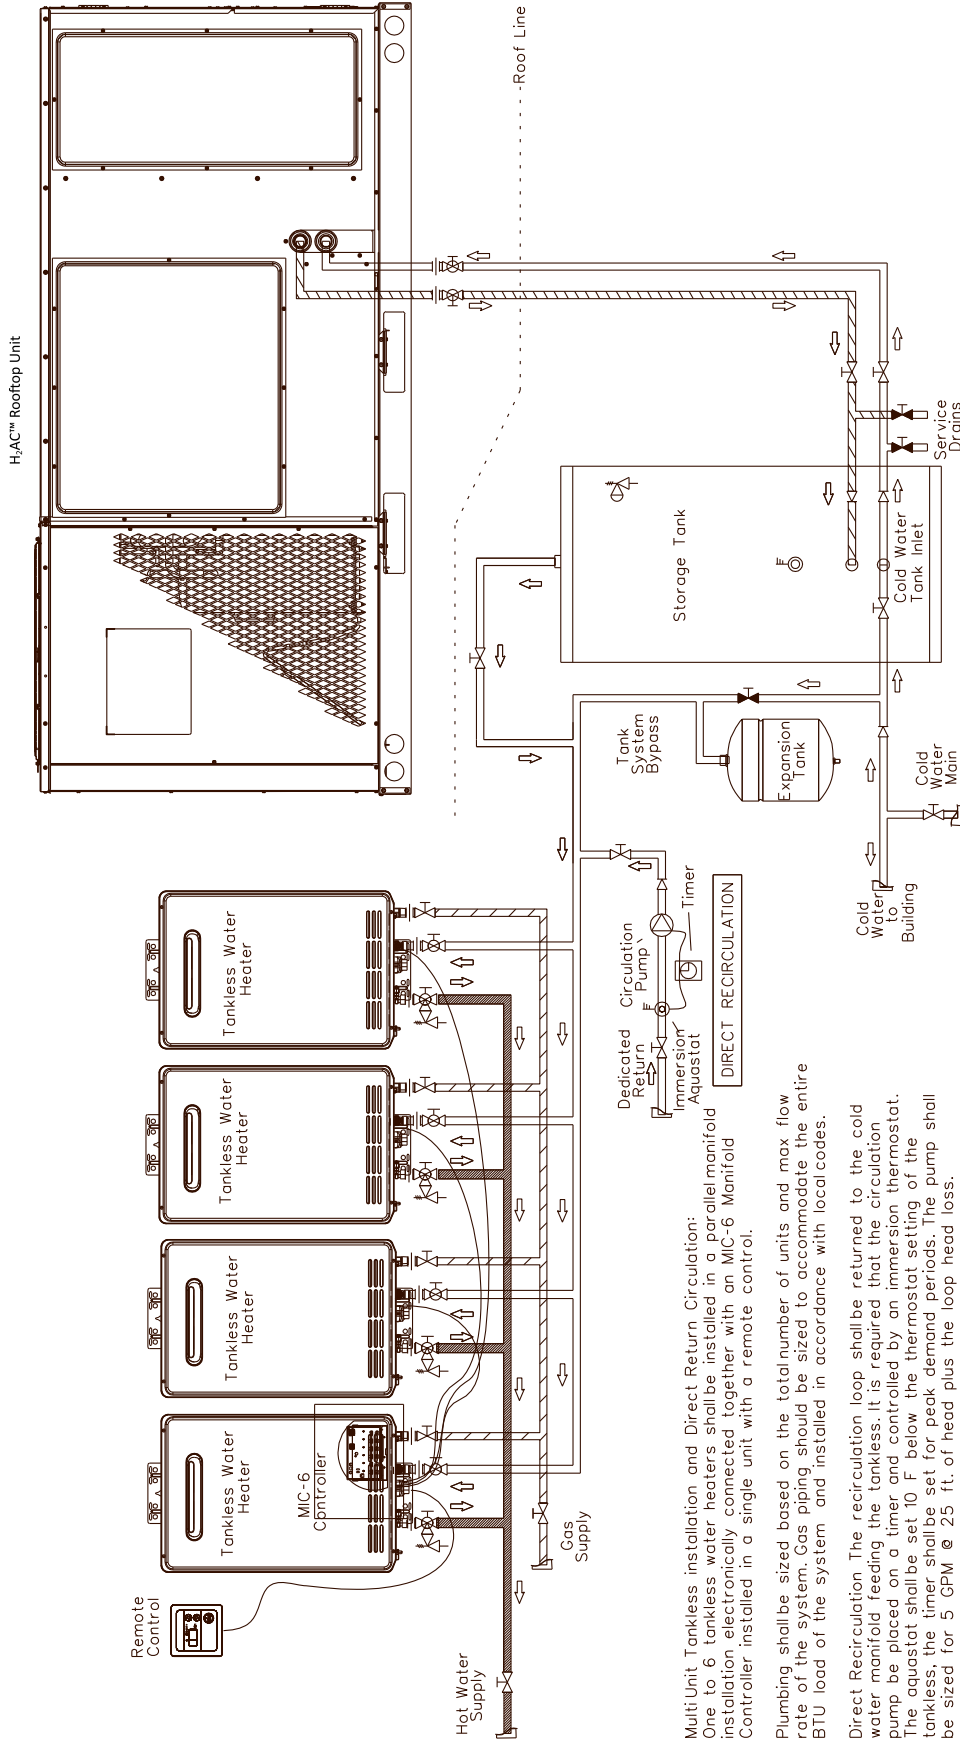 H₂AC™ Rooftop Unit
Roof Line
Remote
Control
MIC-6
Controller
Tankless Water
Heater
Tankless Water
Heater
Tankless Water
Heater
Tankless Water
Heater
Hot Water
Supply
Gas
Supply
Storage Tank
Cold Water
Tank Inlet
Service
Drains
Tank
System
Bypass
Expansion
Tank
Cold
Water
Main
Cold
Water
to
Building
Dedicated
Return
Circulation
Pump
Immersion
Aquastat
Timer
DIRECT RECIRCULATION
Multi Unit Tankless installation and Direct Return Circulation:
One to 6 tankless water heaters shall be installed in a parallel manifold
installation electronically connected together with an MIC-6 Manifold
Controller installed in a single unit with a remote control.
Plumbing shall be sized based on the total number of units and max flow
rate of the system. Gas piping should be sized to accommodate the entire
BTU load of the system and installed in accordance with local codes.
Direct Recirculation The recirculation loop shall be returned to the cold
water manifold feeding the tankless. It is required that the circulation
pump be placed on a timer and controlled by an immersion thermostat.
The aquastat shall be set 10 F below the thermostat setting of the
tankless, the timer shall be set for peak demand periods. The pump shall
be sized for 5 GPM @ 25 ft. of head plus the loop head loss.